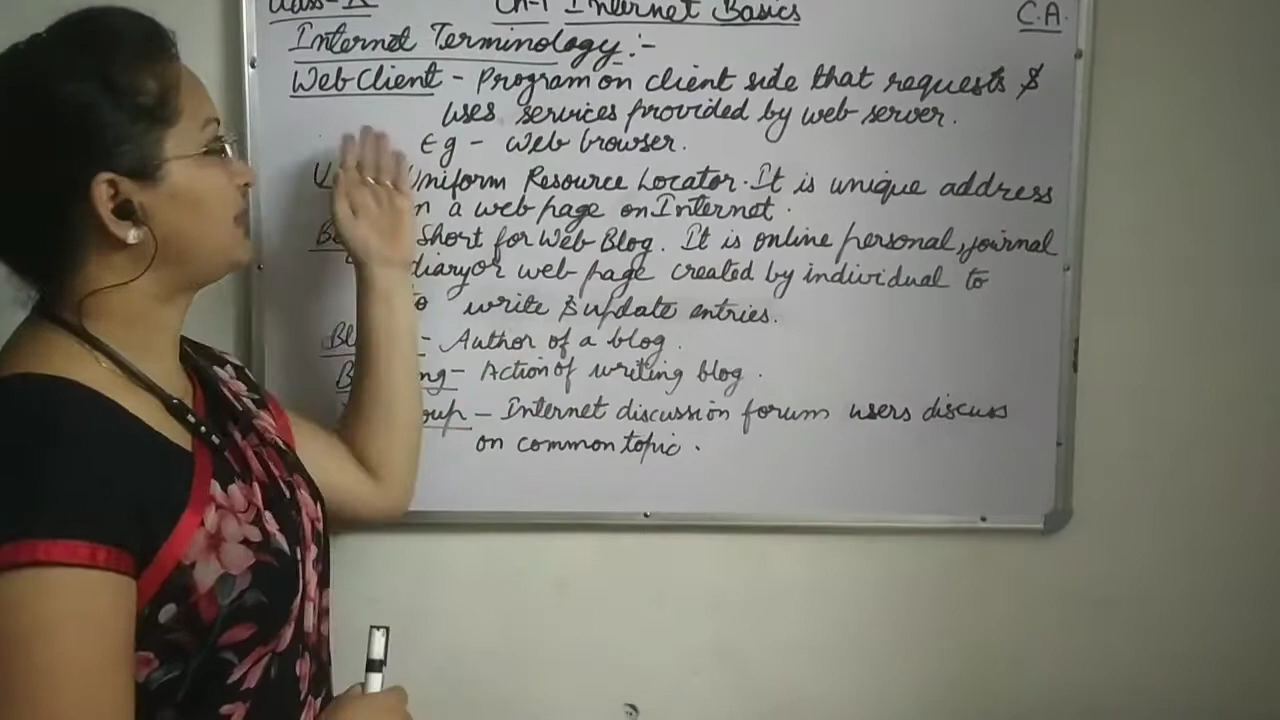 Class-X Ch-1 Internet Basics C.A.
Internet Terminology :-
Web Client - Program on client side that requests &
uses services provided by web server.
Eg - Web browser.
Uniform Resource Locator. It is unique address
a web page on Internet.
Short for Web Blog. It is online personal, journal
diary or web page created by individual to
to write & update entries.
- Author of a blog.
- Action of writing blog.
- Internet discussion forum users discuss
on common topic.